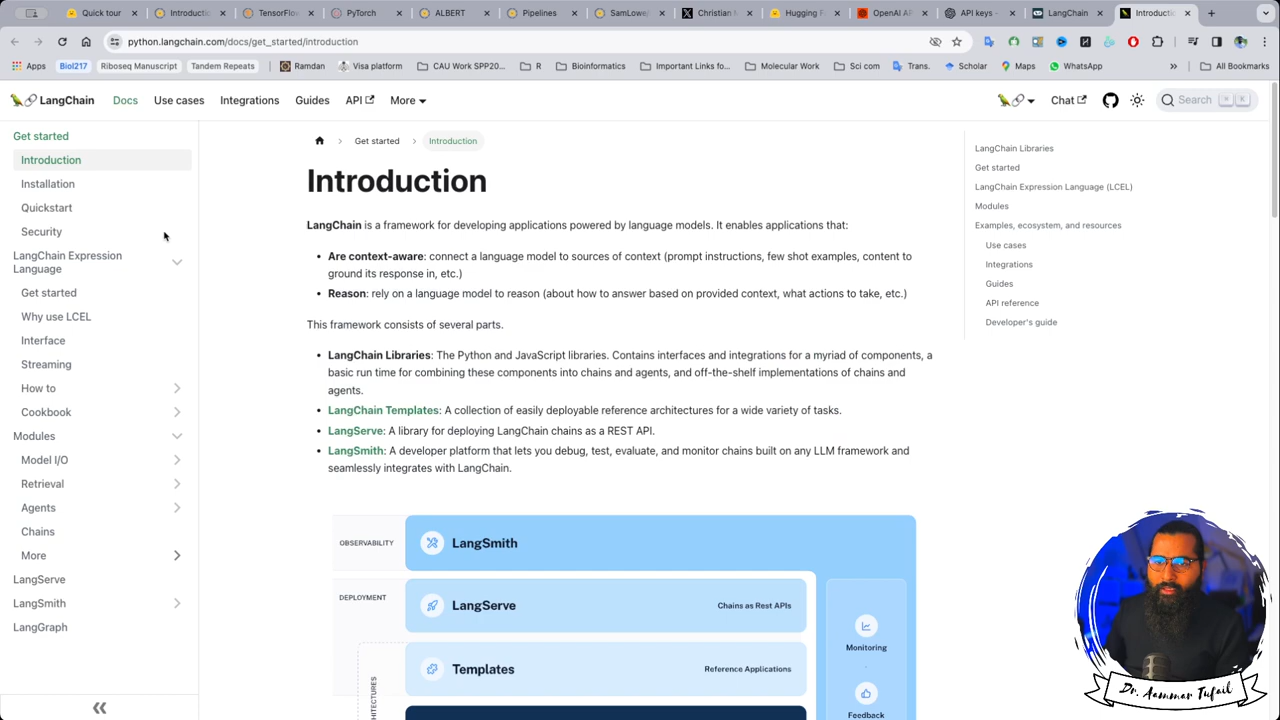 Quick tour
Introductic
TensorFlov
PyTorch
ALBERT
Pipelines
SamLowe/
Christian M
Hugging F
OpenAI AP
API keys -
LangChain
Introductic
python.langchain.com/docs/get_started/introduction
Apps
Biol217
Riboseq Manuscript
Tandem Repeats
Ramdan
Visa platform
CAU Work SPP20...
R
Bioinformatics
Important Links fo...
Molecular Work
Sci com
Trans.
Scholar
Maps
WhatsApp
»
All Bookmarks
LangChain
Docs
Use cases
Integrations
Guides
API
More
Chat
Search
⌘ K
Get started
Introduction
Installation
Quickstart
Security
LangChain Expression
Language
Get started
Why use LCEL
Interface
Streaming
How to
Cookbook
Modules
Model I/O
Retrieval
Agents
Chains
More
LangServe
LangSmith
LangGraph
Get started
Introduction
Introduction
LangChain is a framework for developing applications powered by language models. It enables applications that:
• Are context-aware: connect a language model to sources of context (prompt instructions, few shot examples, content to
ground its response in, etc.)
• Reason: rely on a language model to reason (about how to answer based on provided context, what actions to take, etc.)
This framework consists of several parts.
• LangChain Libraries: The Python and JavaScript libraries. Contains interfaces and integrations for a myriad of components, a
basic run time for combining these components into chains and agents, and off-the-shelf implementations of chains and
agents.
• LangChain Templates: A collection of easily deployable reference architectures for a wide variety of tasks.
• LangServe: A library for deploying LangChain chains as a REST API.
• LangSmith: A developer platform that lets you debug, test, evaluate, and monitor chains built on any LLM framework and
seamlessly integrates with LangChain.
OBSERVABILITY
LangSmith
DEPLOYMENT
LangServe
Chains as Rest APIs
Templates
Reference Applications
Monitoring
Feedback
LangChain Libraries
Get started
LangChain Expression Language (LCEL)
Modules
Examples, ecosystem, and resources
Use cases
Integrations
Guides
API reference
Developer's guide
Dr. Aammar Tufail